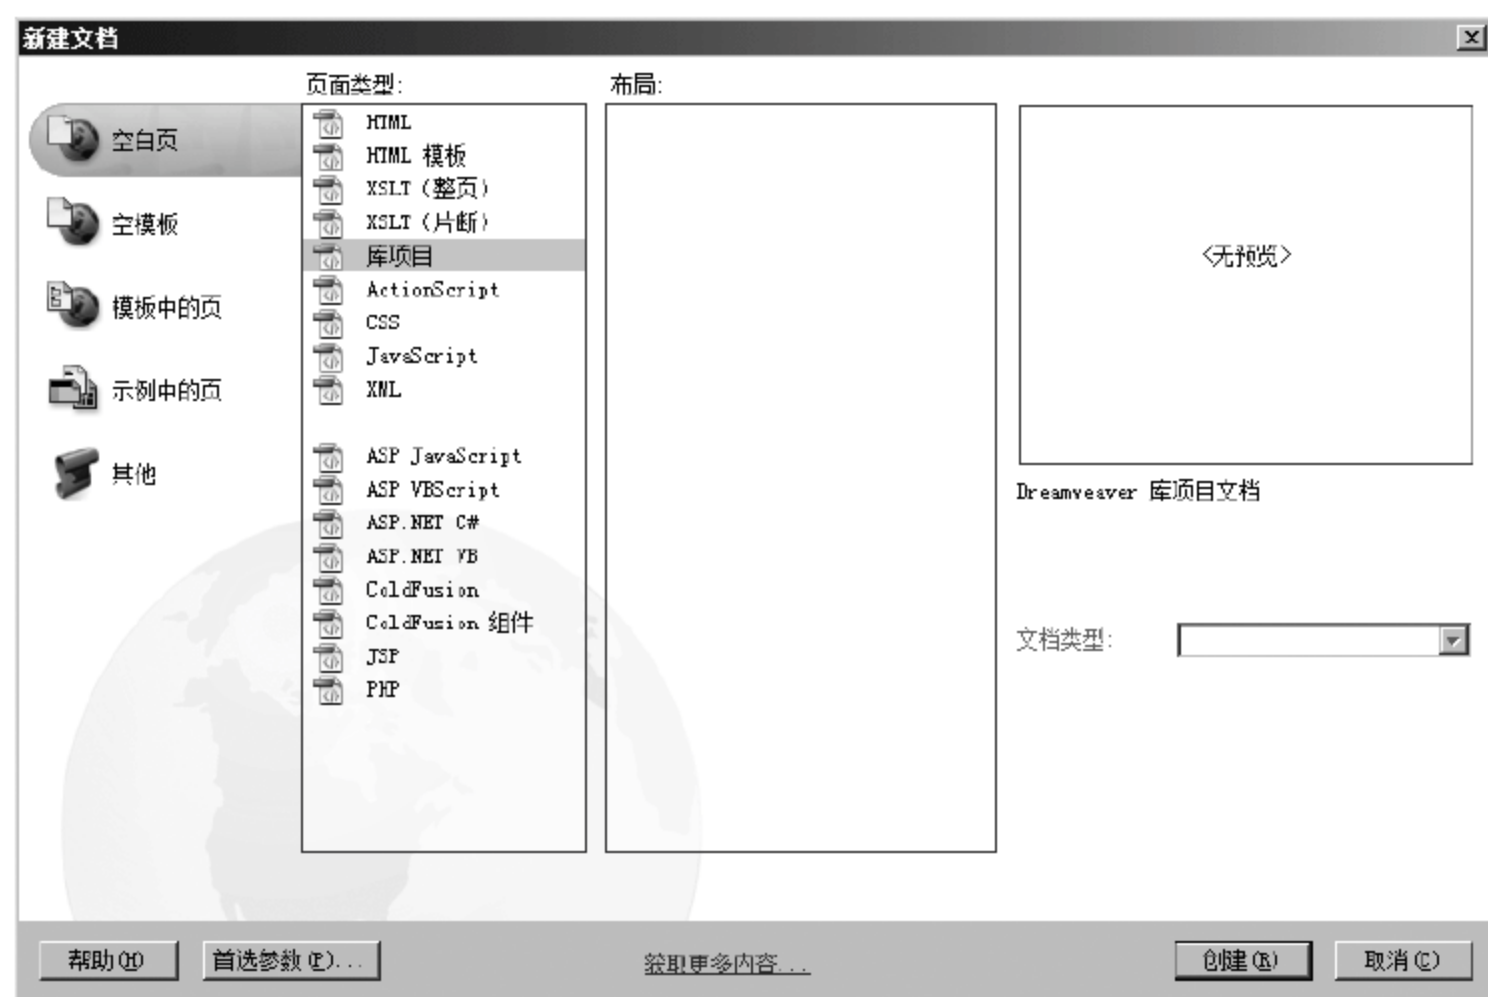 新建文档
页面类型:
布局:
空白页
空模板
模板中的页
示例中的页
其他
HTML
HTML 模板
XSLT（整页）
XSLT（片断）
库项目
ActionScript
CSS
JavaScript
XML
ASP JavaScript
ASP VBScript
ASP.NET C#
ASP.NET VB
ColdFusion
ColdFusion 组件
JSP
PHP
<无预览>
Dreamweaver 库项目文档
文档类型:
帮助(H)
首选参数(P)...
获取更多内容...
创建(R)
取消(C)